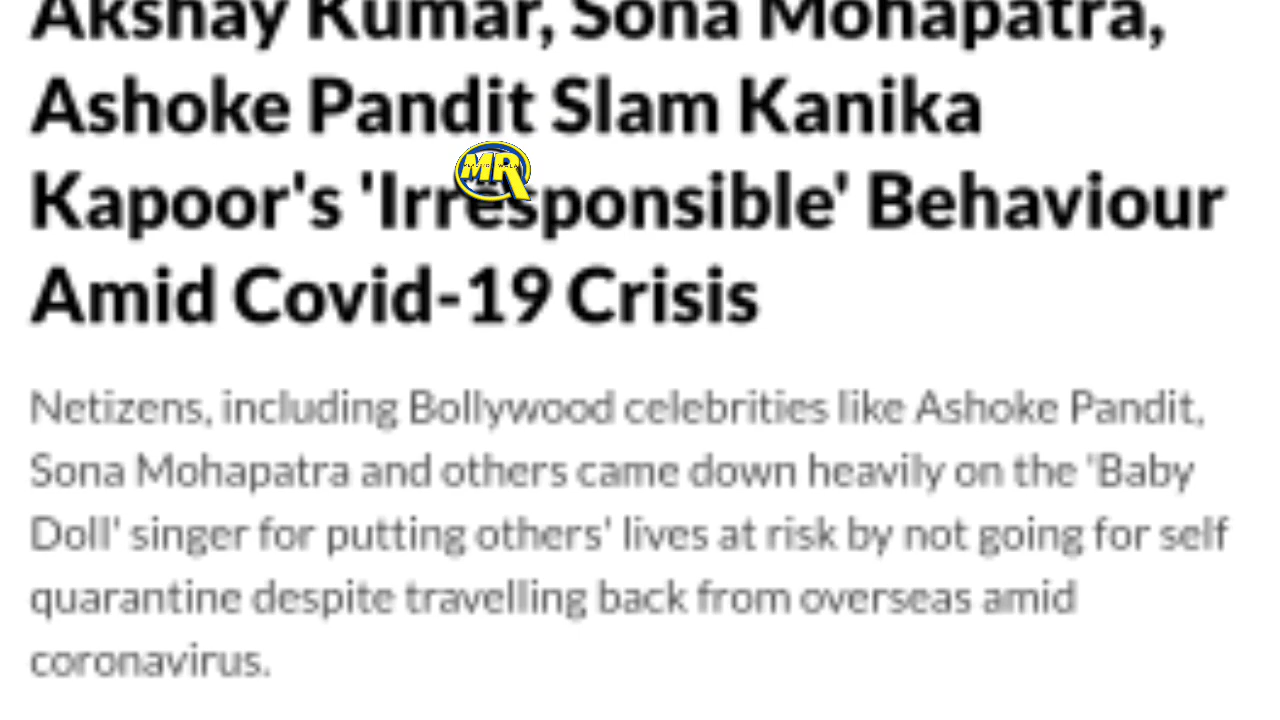 Akshay Kumar, Sona Mohapatra,
Ashoke Pandit Slam Kanika
MR
Kapoor's 'Irresponsible' Behaviour
Amid Covid-19 Crisis
Netizens, including Bollywood celebrities like Ashoke Pandit,
Sona Mohapatra and others came down heavily on the 'Baby
Doll' singer for putting others' lives at risk by not going for self
quarantine despite travelling back from overseas amid
coronavirus.